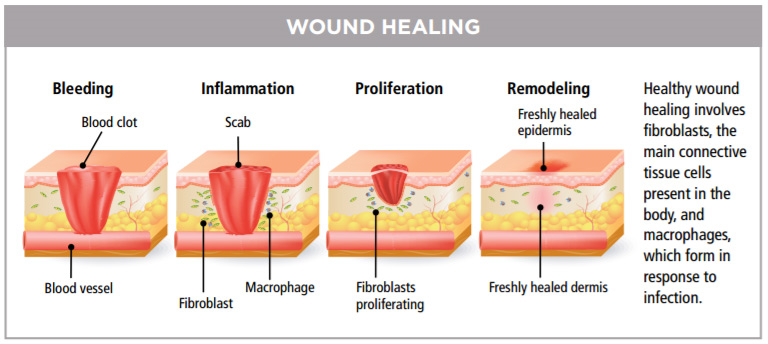 WOUND HEALING
Bleeding
Blood clot
Blood vessel
Inflammation
Scab
Fibroblast
Macrophage
Proliferation
Fibroblasts
proliferating
Remodeling
Freshly healed
epidermis
Freshly healed dermis
Healthy wound
healing involves
fibroblasts, the
main connective
tissue cells
present in the
body, and
macrophages,
which form in
response to
infection.